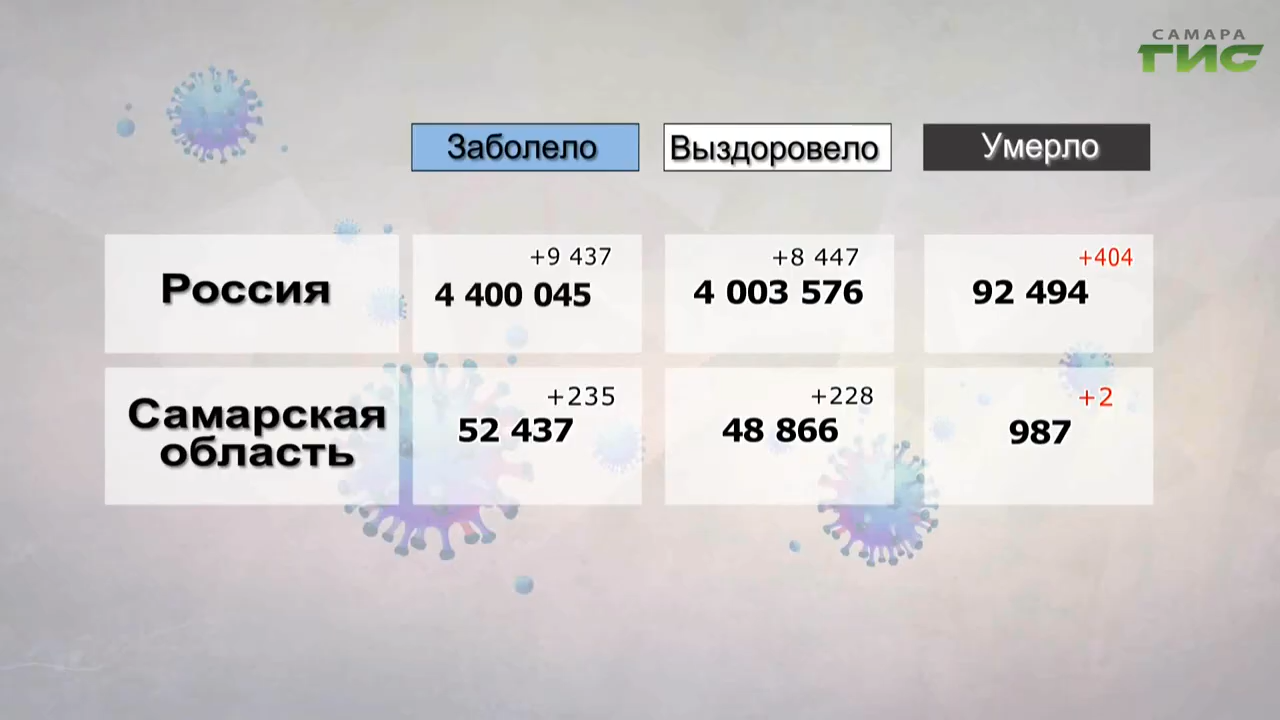 САМАРА
ГИС
Заболело Выздоровело Умерло
+9 437 +8 447 +404
Россия 4 400 045 4 003 576 92 494
+235 +228 +2
Самарская 52 437 48 866 987
область